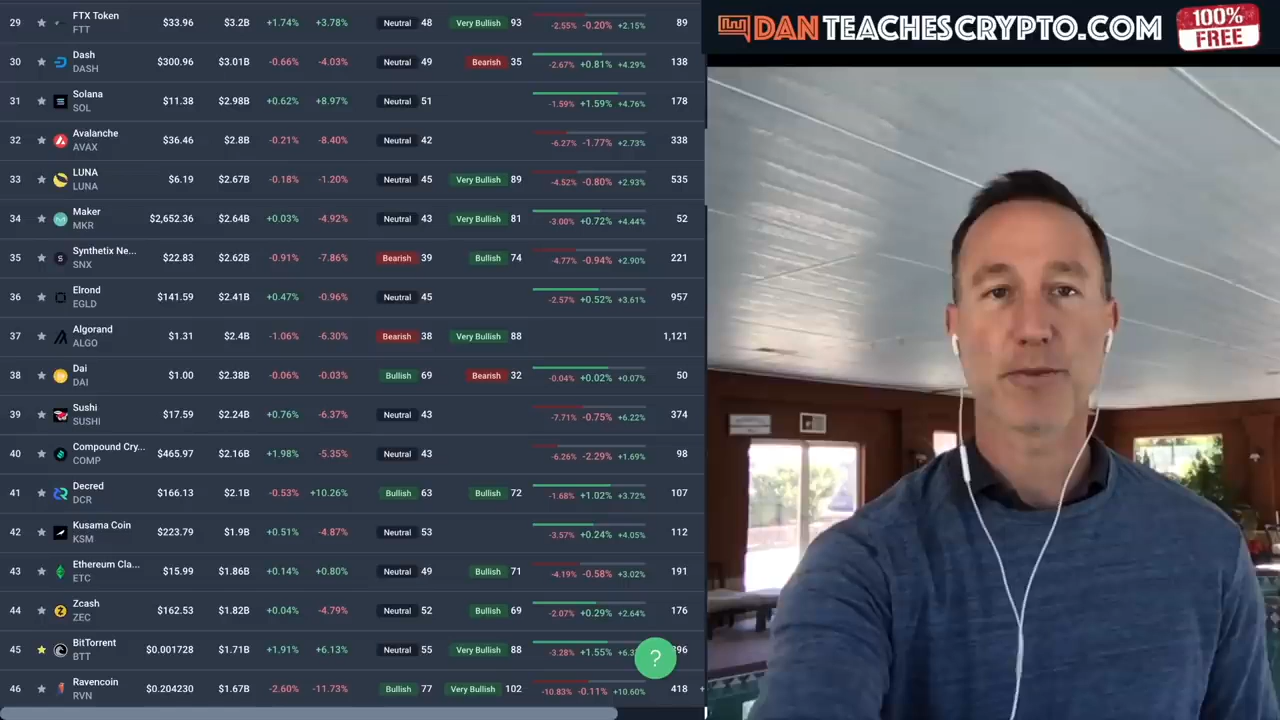 DANTEACHESCRYPTO.COM
100%
FREE
29 FTX Token $33.96 $3.2B +1.74% +3.78% Neutral 48 Very Bullish 93 -2.55% -0.20% +2.15% 89
FTT
30 Dash $300.96 $3.01B -0.66% -4.03% Neutral 49 Bearish 35 -2.67% +0.81% +4.29% 138
DASH
31 Solana $11.38 $2.98B +0.62% +8.97% Neutral 51 -1.59% +1.59% +4.76% 178
SOL
32 Avalanche $36.46 $2.8B -0.21% -8.40% Neutral 42 -6.27% -1.77% +2.73% 338
AVAX
33 LUNA $6.19 $2.67B -0.18% -1.20% Neutral 45 Very Bullish 89 -4.52% -0.80% +2.93% 535
LUNA
34 Maker $2,652.36 $2.64B +0.03% -4.92% Neutral 43 Very Bullish 81 -3.00% +0.72% +4.44% 52
MKR
35 Synthetix Ne... $22.83 $2.62B -0.91% -7.86% Bearish 39 Bullish 74 -4.77% -0.94% +2.90% 221
SNX
36 Elrond $141.59 $2.41B +0.47% -0.96% Neutral 45 -2.57% +0.52% +3.61% 957
EGLD
37 Algorand $1.31 $2.4B -1.06% -6.30% Bearish 38 Very Bullish 88 1,121
ALGO
38 Dai $1.00 $2.38B -0.06% -0.03% Bullish 69 Bearish 32 -0.04% +0.02% +0.07% 50
DAI
39 Sushi $17.59 $2.24B +0.76% -6.37% Neutral 43 -7.71% -0.75% +6.22% 374
SUSHI
40 Compound Cry... $465.97 $2.16B +1.98% -5.35% Neutral 43 -6.26% -2.29% +1.69% 98
COMP
41 Decred $166.13 $2.1B -0.53% +10.26% Bullish 63 Bullish 72 -1.68% +1.02% +3.72% 107
DCR
42 Kusama Coin $223.79 $1.9B +0.51% -4.87% Neutral 53 -3.57% +0.24% +4.05% 112
KSM
43 Ethereum Cla... $15.99 $1.86B +0.14% +0.80% Neutral 49 Bullish 71 -4.19% -0.58% +3.02% 191
ETC
44 Zcash $162.53 $1.82B +0.04% -4.79% Neutral 52 Bullish 69 -2.07% +0.29% +2.64% 176
ZEC
45 BitTorrent $0.001728 $1.71B +1.91% +6.13% Neutral 55 Very Bullish 88 -3.28% +1.55% ?
BTT
46 Ravencoin $0.204230 $1.67B -2.60% -11.73% Bullish 77 Very Bullish 102 -10.83% -0.11% +10.60% 418
RVN